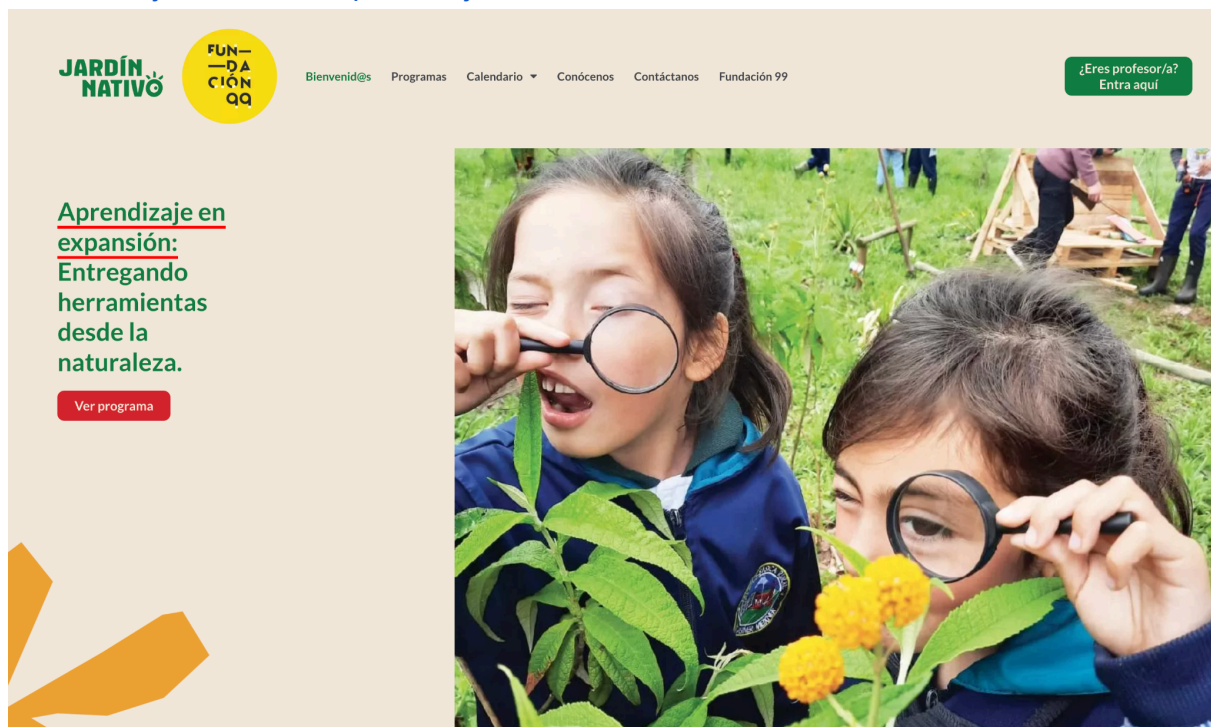 JARDÍN
NATIVO
FUN—
—DA
CIÓN
99
Bienvenid@s Programas Calendario Conócenos Contáctanos Fundación 99
¿Eres profesor/a?
Entra aquí
Aprendizaje en
expansión:
Entregando
herramientas
desde la
naturaleza.
Ver programa